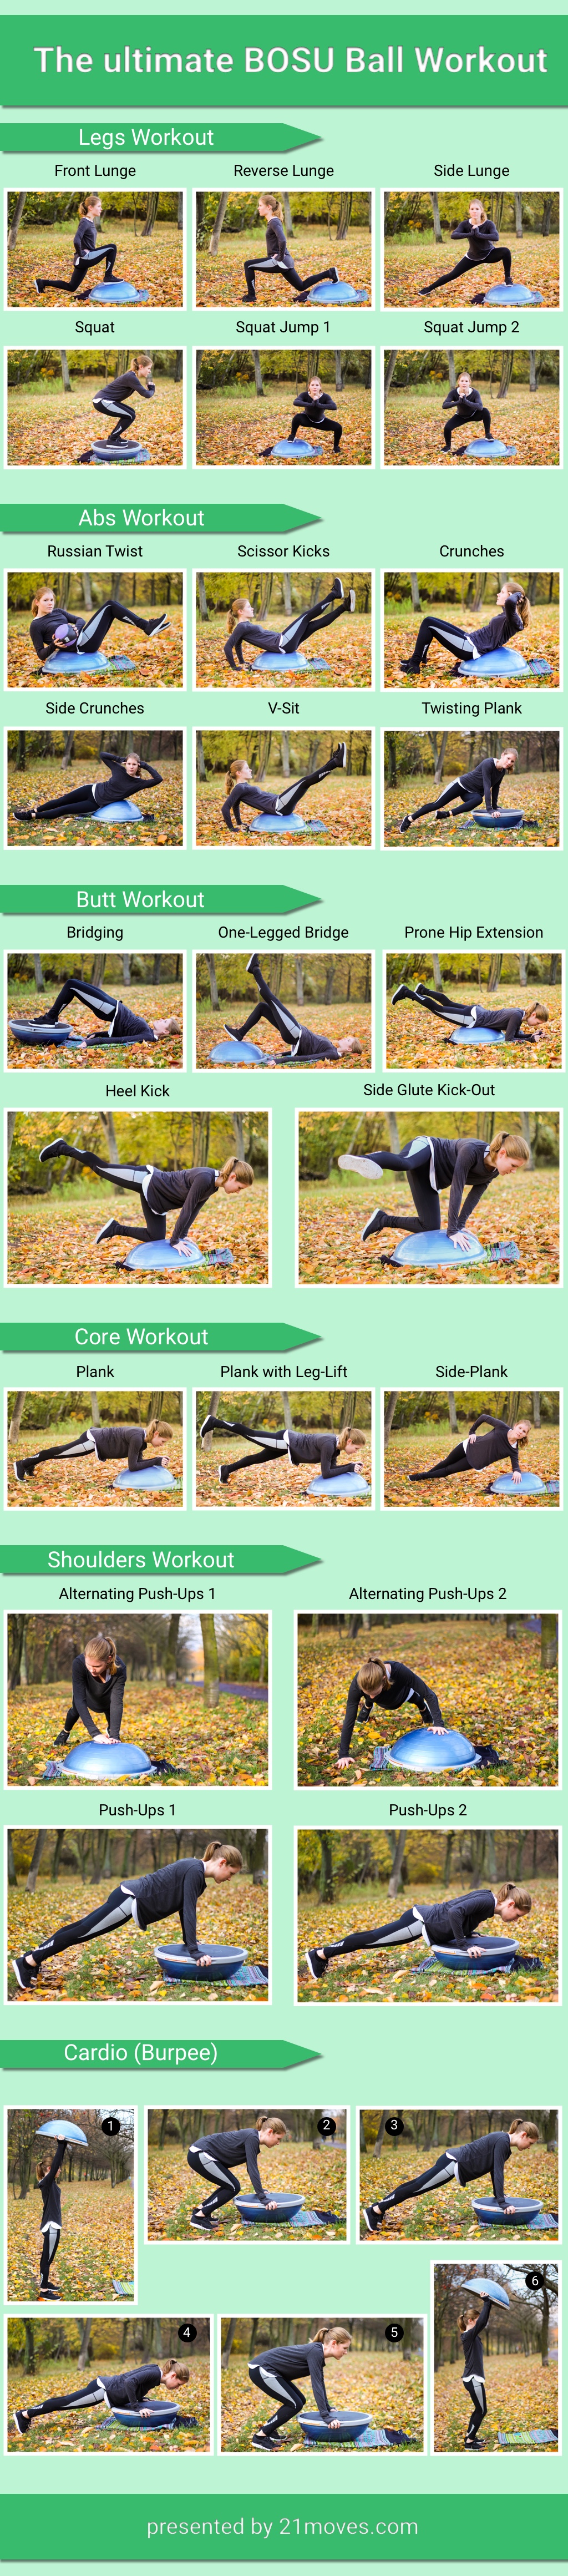 The ultimate BOSU Ball Workout
Legs Workout
Front Lunge
Reverse Lunge
Side Lunge
Squat
Squat Jump 1
Squat Jump 2
Abs Workout
Russian Twist
Scissor Kicks
Crunches
Side Crunches
V-Sit
Twisting Plank
Butt Workout
Bridging
One-Legged Bridge
Prone Hip Extension
Heel Kick
Side Glute Kick-Out
Core Workout
Plank
Plank with Leg-Lift
Side-Plank
Shoulders Workout
Alternating Push-Ups 1
Alternating Push-Ups 2
Push-Ups 1
Push-Ups 2
Cardio (Burpee)
1
2
3
4
5
6
presented by 21moves.com